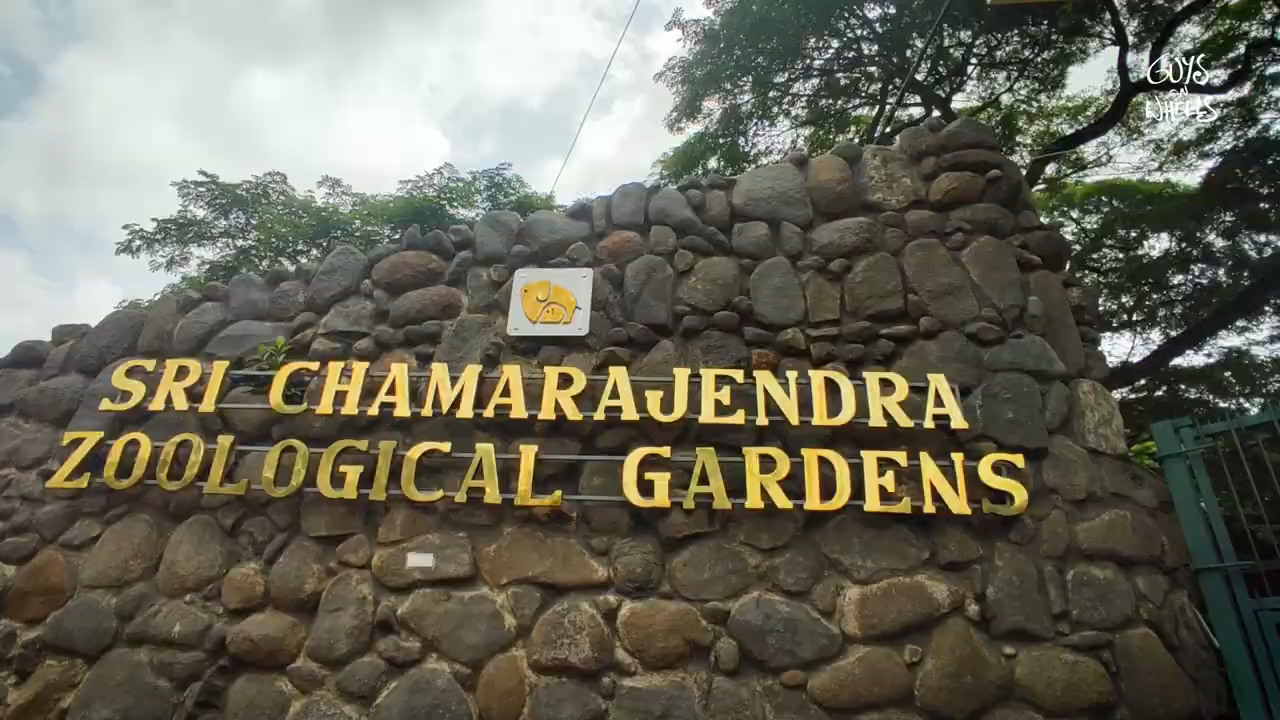 GUYS
ON
WHEELS
SRI CHAMARAJENDRA
ZOOLOGICAL GARDENS